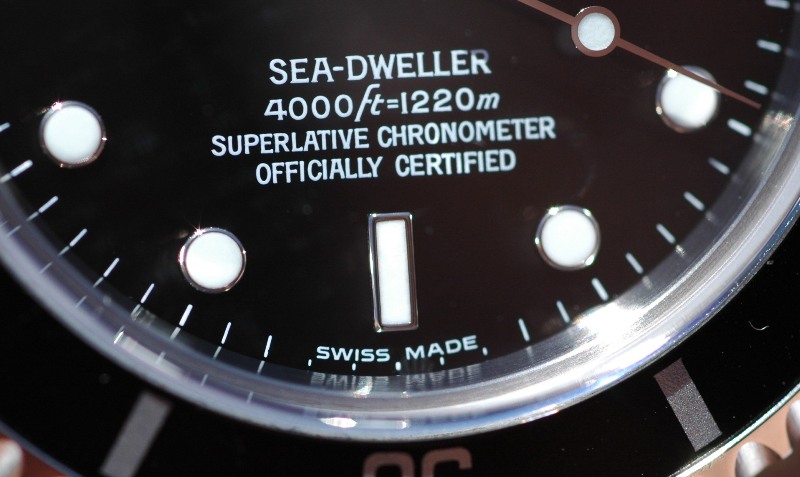 SEA-DWELLER
4000ft=1220m
SUPERLATIVE CHRONOMETER
OFFICIALLY CERTIFIED
SWISS MADE